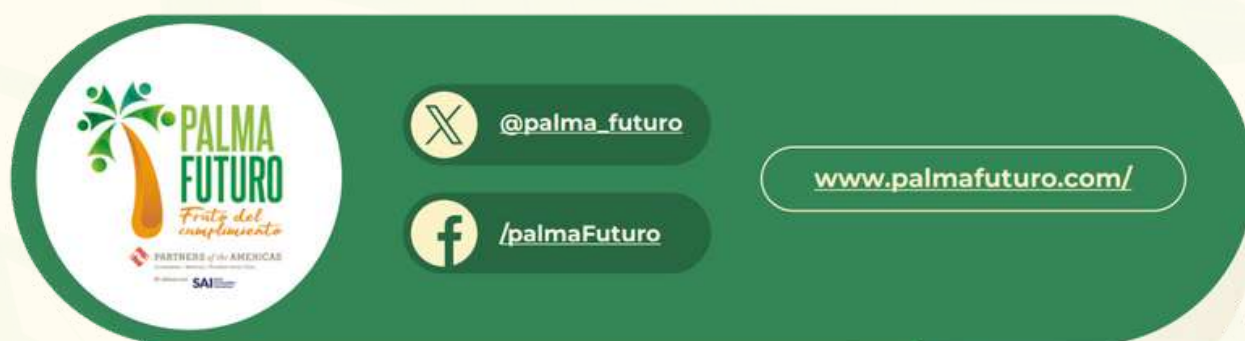 PALMA
FUTURO
Fruto del
cumplimiento
PARTNERS of the AMERICAS
SAI
@palma_futuro
/palmaFuturo
www.palmafuturo.com/